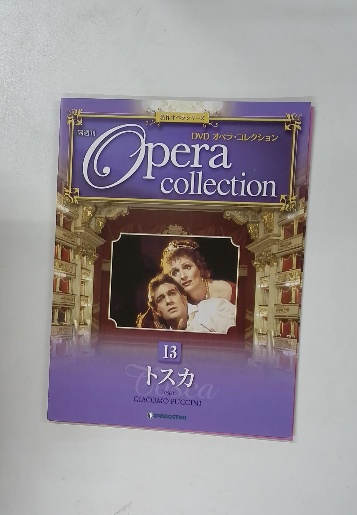 名作オペラシリーズ
隔週刊
DVD オペラ・コレクション
Opera
collection
13
トスカ
Tosca
GIACOMO PUCCINI
DEAGOSTINI